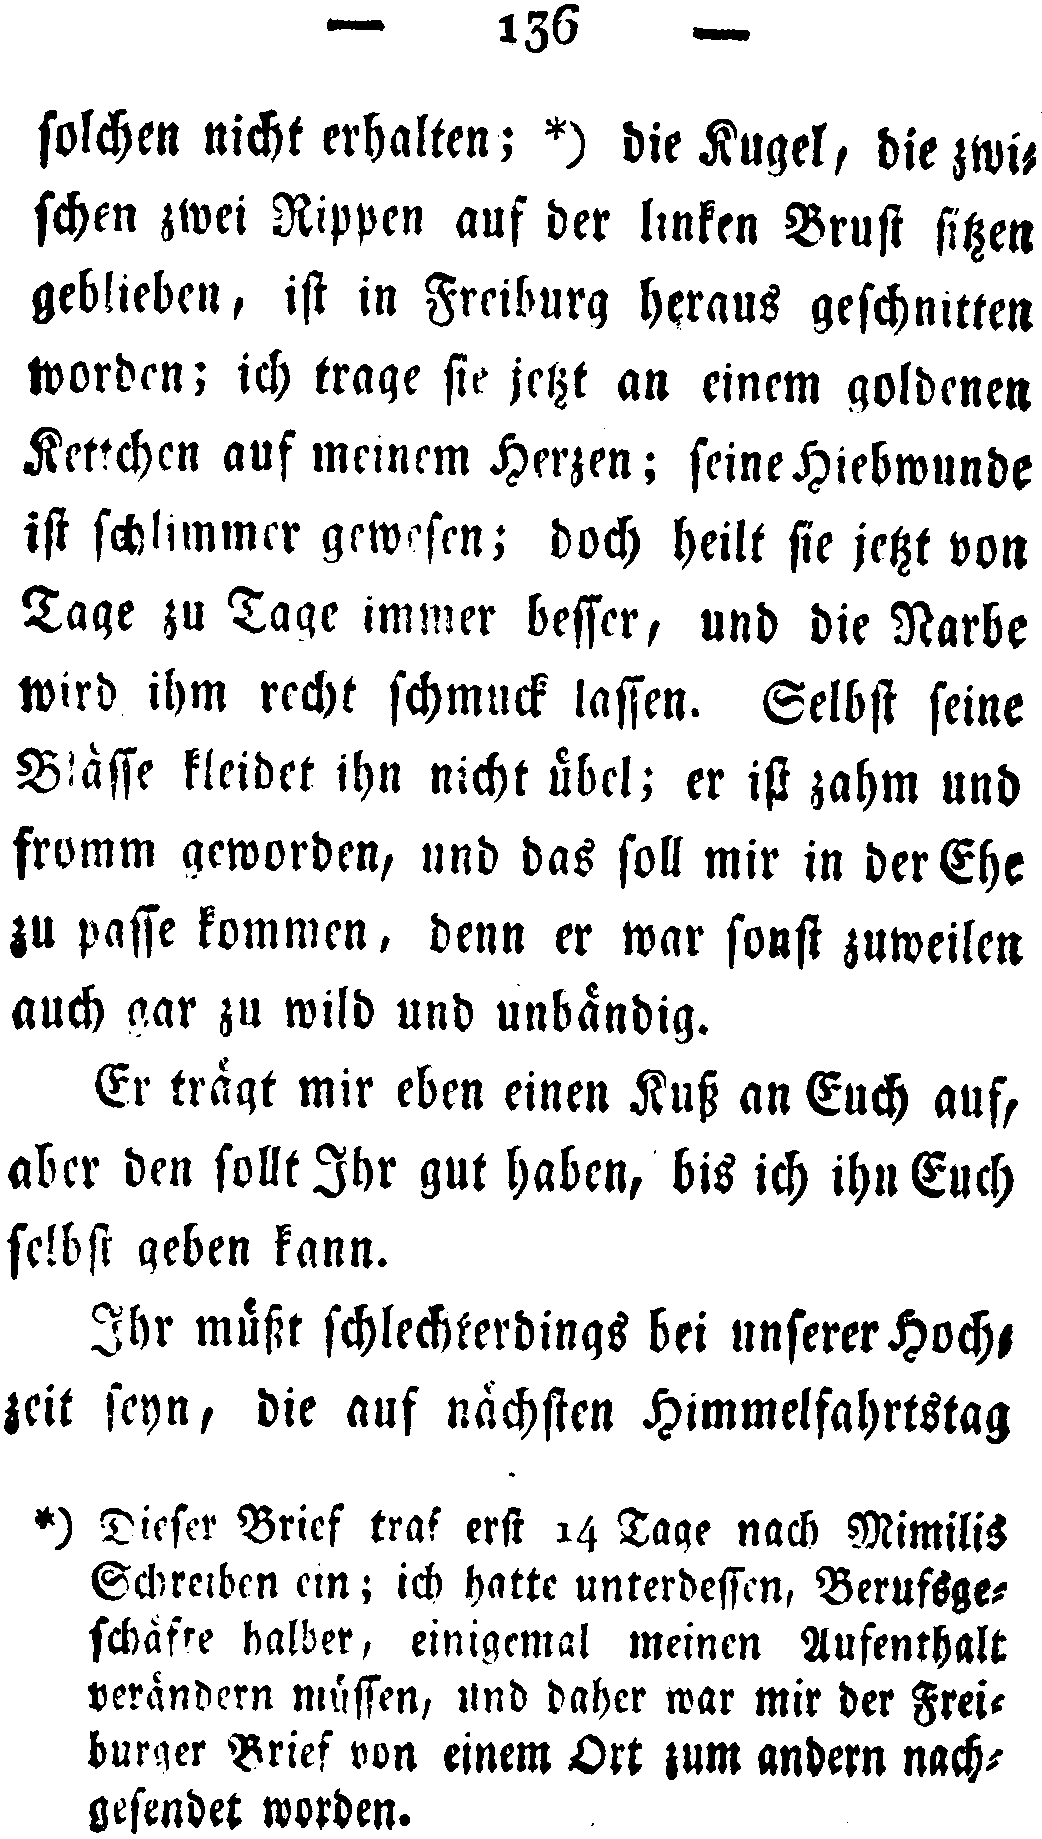 — 136 —
solchen nicht erhalten; *) die Kugel, die zwi-
schen zwei Rippen auf der linken Brust sitzen
geblieben, ist in Freiburg heraus geschnitten
worden; ich trage sie jetzt an einem goldenen
Kettchen auf meinem Herzen; seine Hiebwunde
ist schlimmer gewesen; doch heilt sie jetzt von
Tage zu Tage immer besser, und die Narbe
wird ihm recht schmuck lassen. Selbst seine
Blässe kleidet ihn nicht übel; er ist zahm und
fromm geworden, und das soll mir in der Ehe
zu passe kommen, denn er war sonst zuweilen
auch gar zu wild und unbändig.
Er trägt mir eben einen Kuß an Euch auf,
aber den sollt Ihr gut haben, bis ich ihn Euch
selbst geben kann.
Ihr müßt schlechterdings bei unserer Hoch-
zeit seyn, die auf nächsten Himmelfahrtstag
*) Dieser Brief traf erst 14 Tage nach Mimilis
Schreiben ein; ich hatte unterdessen, Berufsge-
schäfte halber, einigemal meinen Aufenthalt
verändern müssen, und daher war mir der Frei-
burger Brief von einem Ort zum andern nach-
gesendet worden.